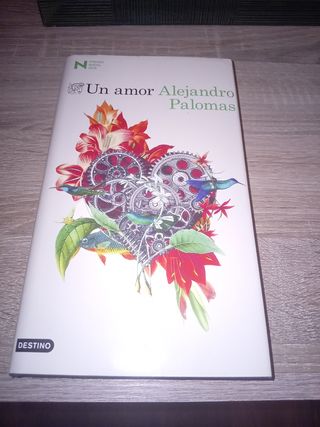 N
Un amor Alejandro
Palomas
DESTINO